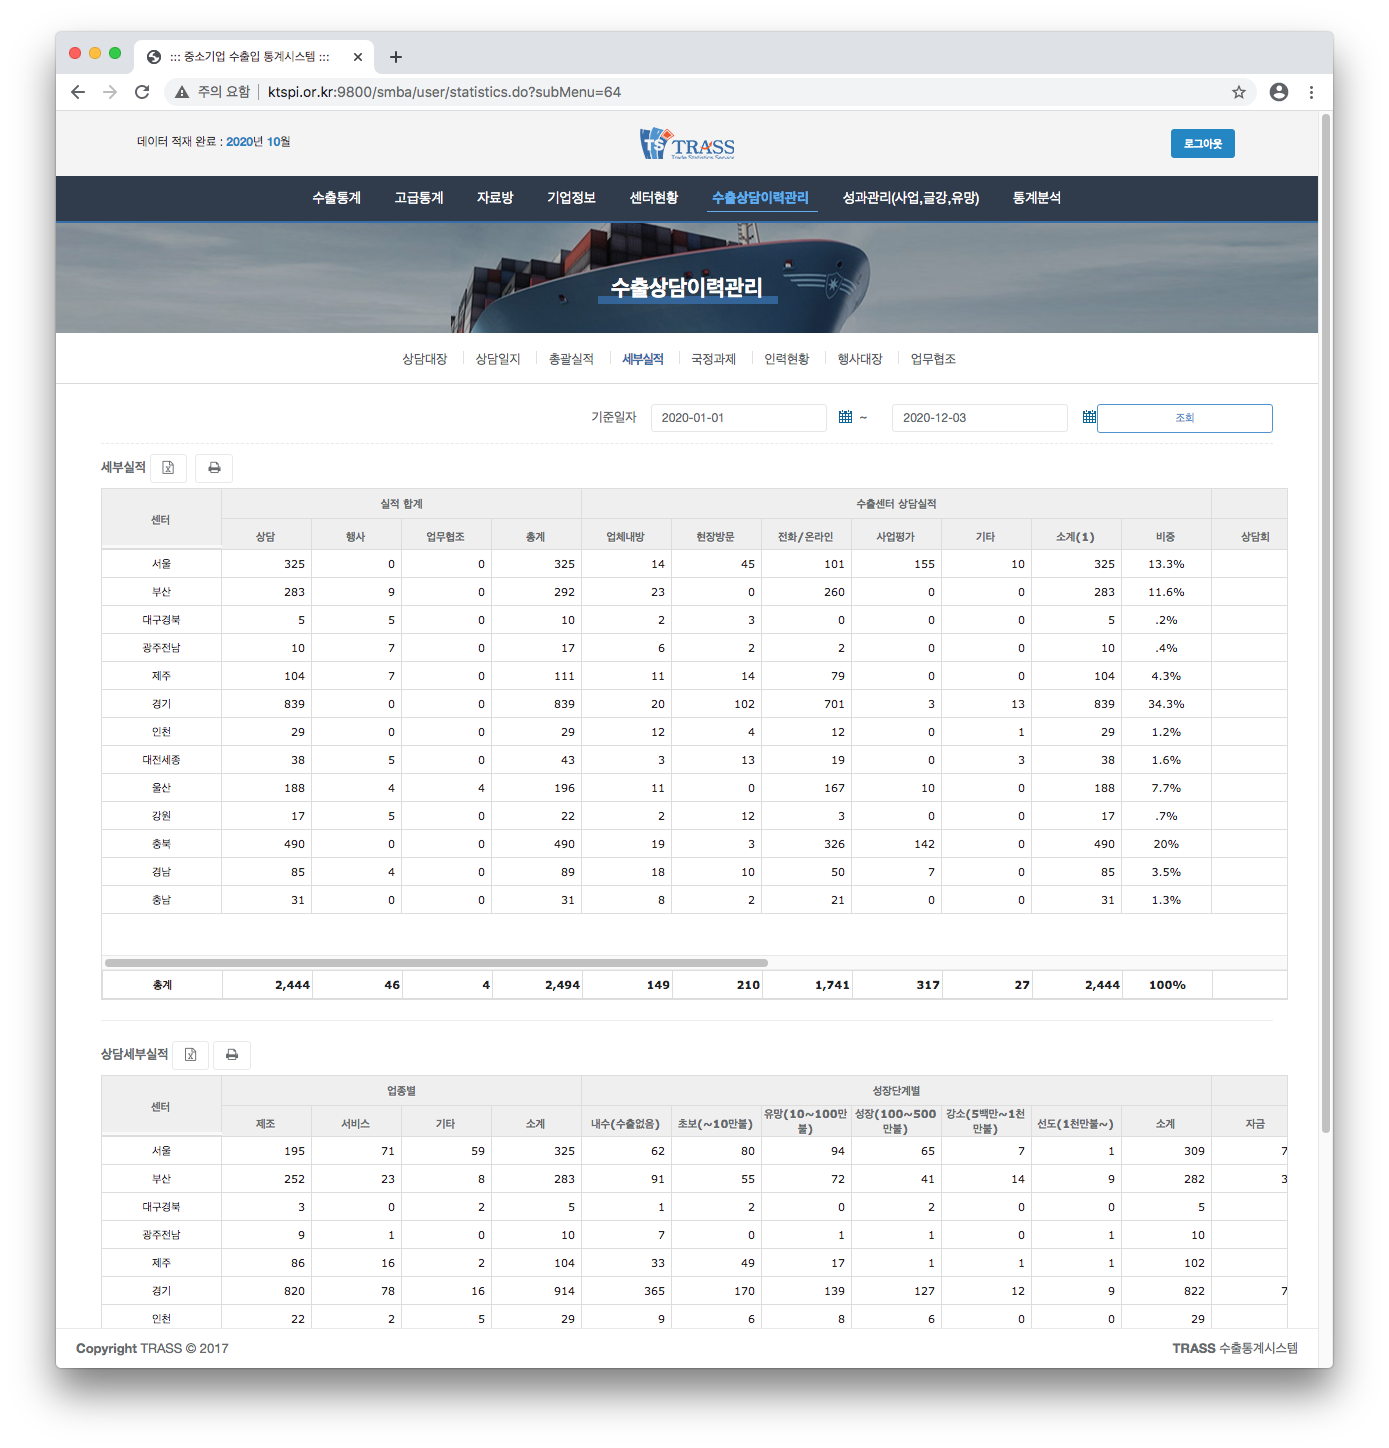 ::: 중소기업 수출입 통계시스템 :::
주의 요함 ktspi.or.kr:9800/smba/user/statistics.do?subMenu=64
데이터 적재 완료 : 2020년 10월
TS TRASS
Trade Statistics Service
로그아웃
수출통계 고급통계 자료방 기업정보 센터현황 수출상담이력관리 성과관리(사업,글강,유망) 통계분석
수출상담이력관리
상담대장 상담일지 총괄실적 세부실적 국정과제 인력현황 행사대장 업무협조
기준일자 2020-01-01 ~ 2020-12-03 조회
세부실적
센터 실적 합계 수출센터 상담실적
상담 행사 업무협조 총계 업체내방 현장방문 전화/온라인 사업평가 기타 소계(1) 비중 상담회
서울 325 0 0 325 14 45 101 155 10 325 13.3%
부산 283 9 0 292 23 0 260 0 0 283 11.6%
대구경북 5 5 0 10 2 3 0 0 0 5 .2%
광주전남 10 7 0 17 6 2 2 0 0 10 .4%
제주 104 7 0 111 11 14 79 0 0 104 4.3%
경기 839 0 0 839 20 102 701 3 13 839 34.3%
인천 29 0 0 29 12 4 12 0 1 29 1.2%
대전세종 38 5 0 43 3 13 19 0 3 38 1.6%
울산 188 4 4 196 11 0 167 10 0 188 7.7%
강원 17 5 0 22 2 12 3 0 0 17 .7%
충북 490 0 0 490 19 3 326 142 0 490 20%
경남 85 4 0 89 18 10 50 7 0 85 3.5%
충남 31 0 0 31 8 2 21 0 0 31 1.3%
총계 2,444 46 4 2,494 149 210 1,741 317 27 2,444 100%
상담세부실적
센터 업종별 성장단계별
제조 서비스 기타 소계 내수(수출없음) 초보(~10만불) 유망(10~100만불) 성장(100~500만불) 강소(5백만~1천만불) 선도(1천만불~) 소계 자금
서울 195 71 59 325 62 80 94 65 7 1 309 7
부산 252 23 8 283 91 55 72 41 14 9 282 3
대구경북 3 0 2 5 1 2 0 2 0 0 5
광주전남 9 1 0 10 7 0 1 1 0 1 10
제주 86 16 2 104 33 49 17 1 1 1 102
경기 820 78 16 914 365 170 139 127 12 9 822 7
인천 22 2 5 29 9 6 8 6 0 0 29
Copyright TRASS © 2017 TRASS 수출통계시스템